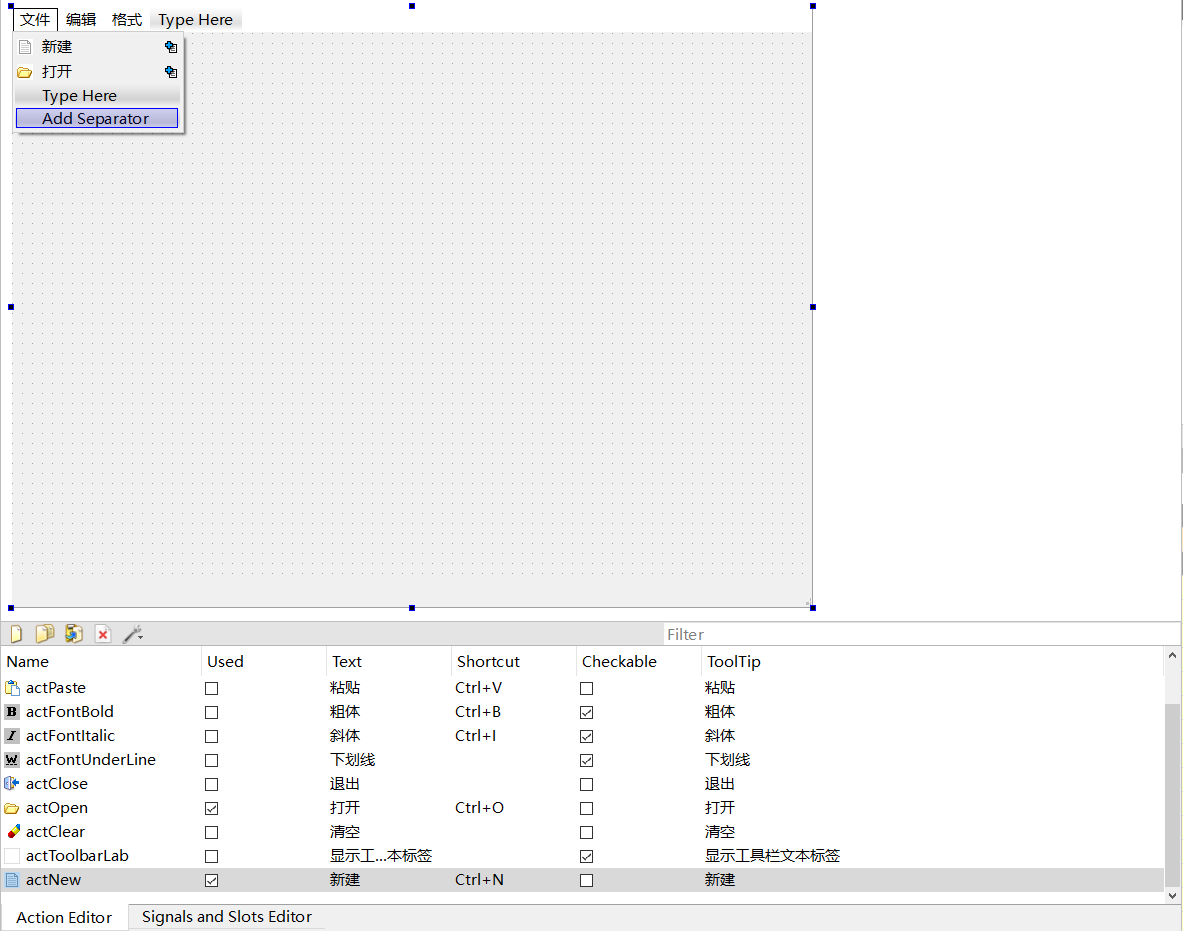 文件 编辑 格式 Type Here
新建
打开
Type Here
Add Separator
Filter
Name Used Text Shortcut Checkable ToolTip
actPaste 粘贴 Ctrl+V 粘贴
B actFontBold 粗体 Ctrl+B 粗体
I actFontItalic 斜体 Ctrl+I 斜体
W actFontUnderLine 下划线 下划线
actClose 退出 退出
actOpen 打开 Ctrl+O 打开
actClear 清空 清空
actToolbarLab 显示工...本标签 显示工具栏文本标签
actNew 新建 Ctrl+N 新建
Action Editor Signals and Slots Editor